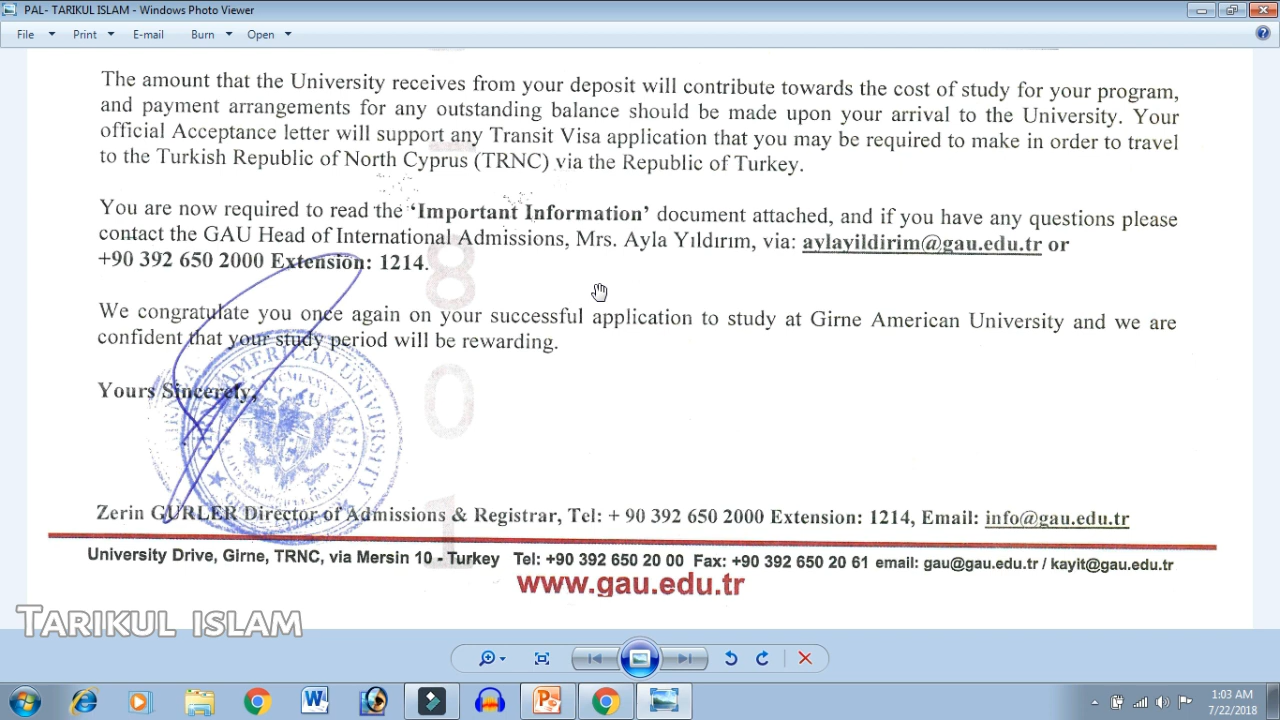 PAL- TARIKUL ISLAM - Windows Photo Viewer
File Print E-mail Burn Open
The amount that the University receives from your deposit will contribute towards the cost of study for your program,
and payment arrangements for any outstanding balance should be made upon your arrival to the University. Your
official Acceptance letter will support any Transit Visa application that you may be required to make in order to travel
to the Turkish Republic of North Cyprus (TRNC) via the Republic of Turkey.
You are now required to read the ‘Important Information’ document attached, and if you have any questions please
contact the GAU Head of International Admissions, Mrs. Ayla Yıldırım, via: aylayildirim@gau.edu.tr or
+90 392 650 2000 Extension: 1214.
8
We congratulate you once again on your successful application to study at Girne American University and we are
confident that your study period will be rewarding.
0
Yours Sincerely,
AMERICAN UNIVERSITY
GAU
1
Zerin GURLER Director of Admissions & Registrar, Tel: + 90 392 650 2000 Extension: 1214, Email: info@gau.edu.tr
University Drive, Girne, TRNC, via Mersin 10 - Turkey Tel: +90 392 650 20 00 Fax: +90 392 650 20 61 email: gau@gau.edu.tr / kayit@gau.edu.tr
www.gau.edu.tr
TARIKUL ISLAM
1:03 AM
7/22/2018